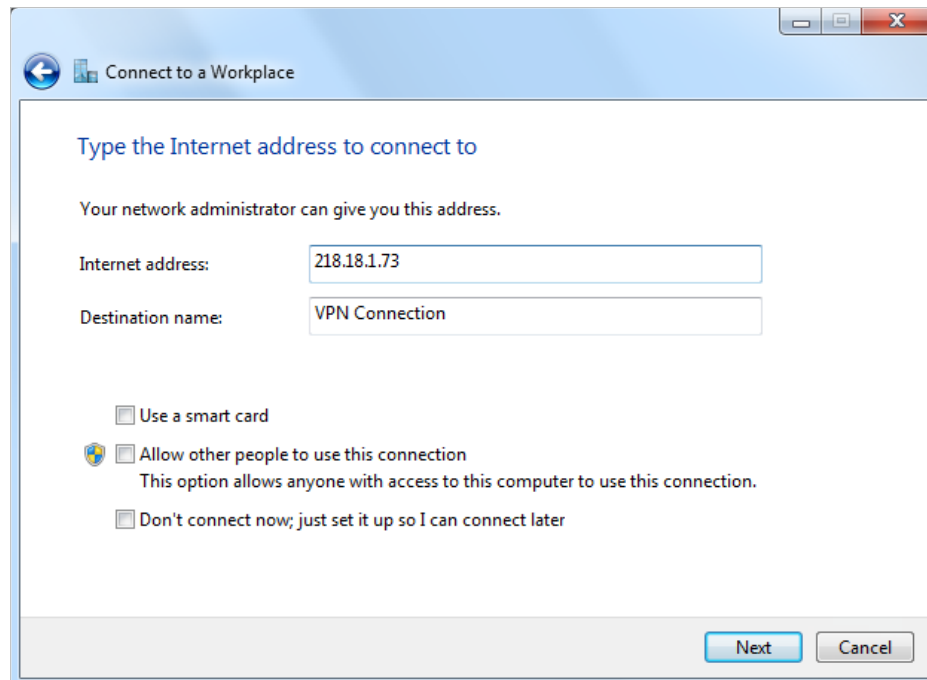 Connect to a Workplace
Type the Internet address to connect to
Your network administrator can give you this address.
Internet address: 218.18.1.73
Destination name: VPN Connection
Use a smart card
Allow other people to use this connection
This option allows anyone with access to this computer to use this connection.
Don't connect now; just set it up so I can connect later
Next Cancel